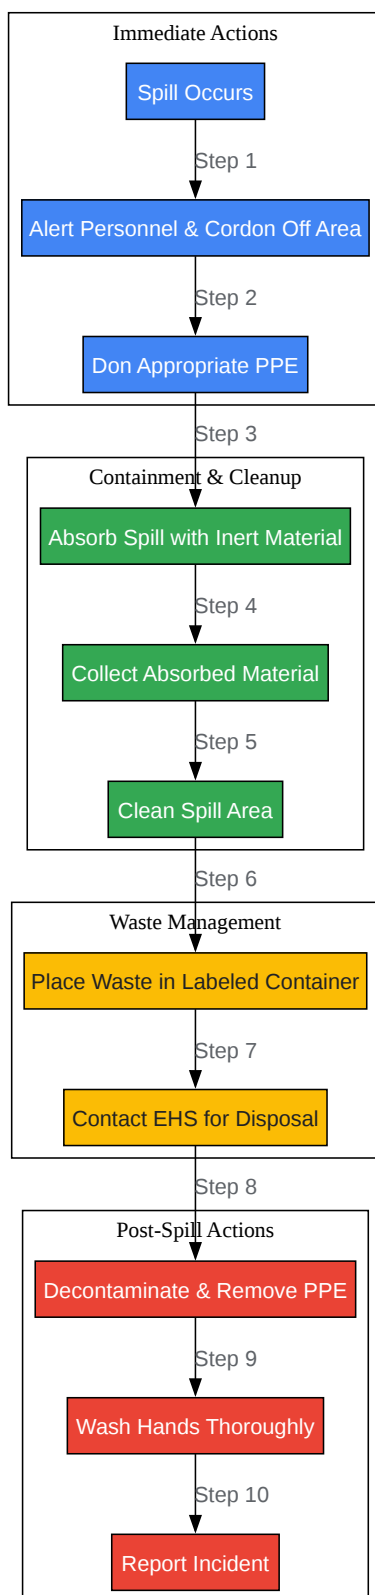 Immediate Actions
Spill Occurs
Step 1
Alert Personnel & Cordon Off Area
Step 2
Don Appropriate PPE
Step 3
Containment & Cleanup
Absorb Spill with Inert Material
Step 4
Collect Absorbed Material
Step 5
Clean Spill Area
Step 6
Waste Management
Place Waste in Labeled Container
Step 7
Contact EHS for Disposal
Step 8
Post-Spill Actions
Decontaminate & Remove PPE
Step 9
Wash Hands Thoroughly
Step 10
Report Incident